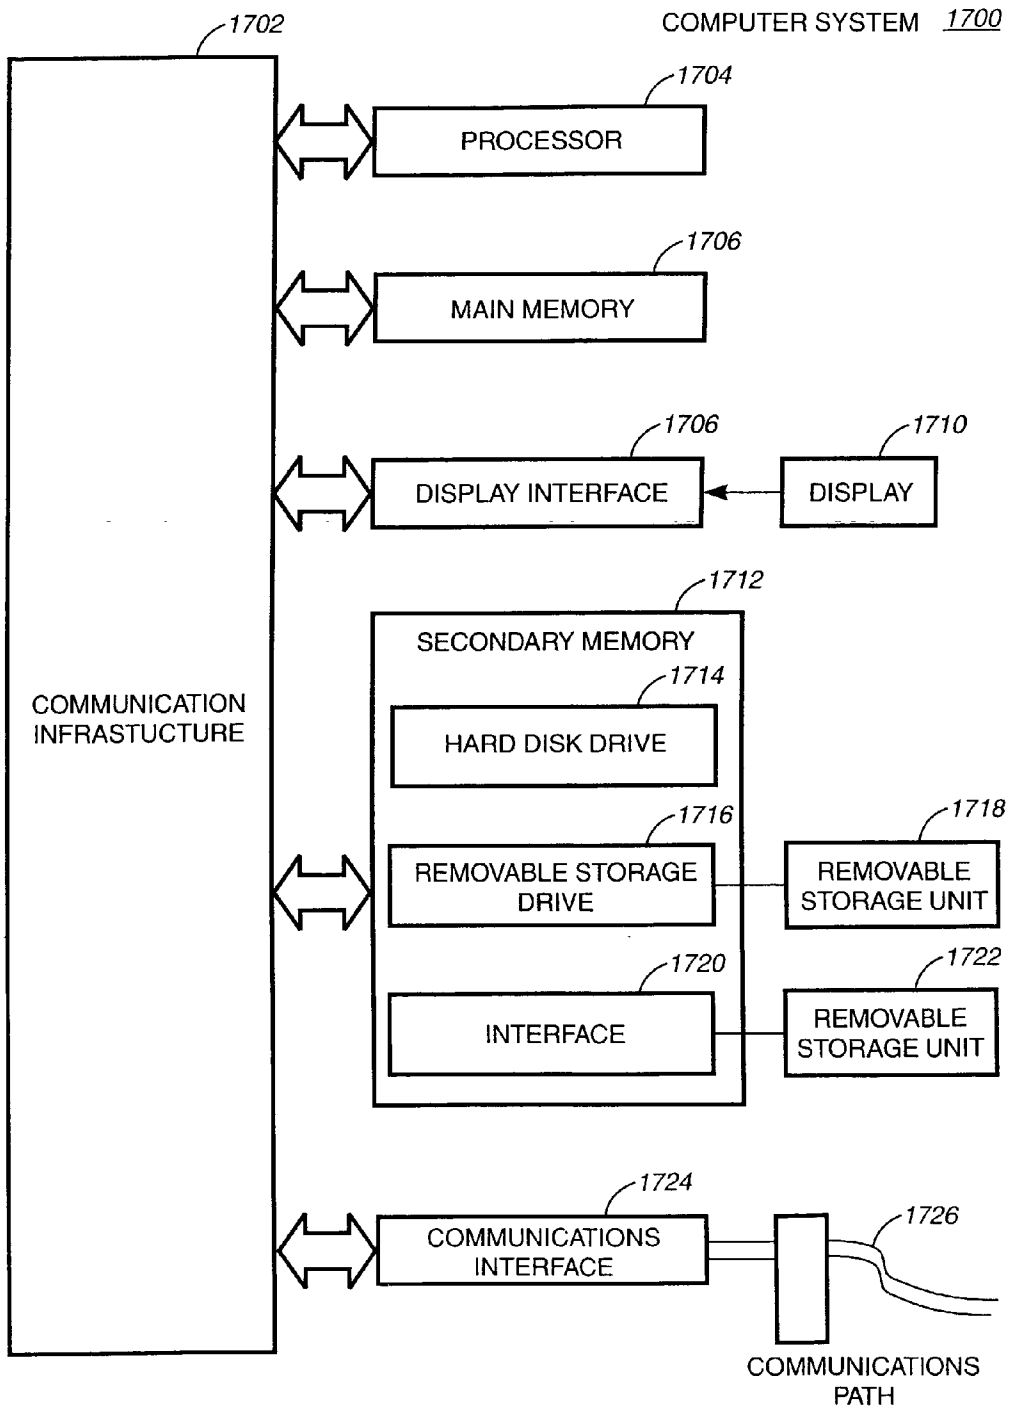 COMPUTER SYSTEM 1700
1702
1704
PROCESSOR
1706
MAIN MEMORY
1706
DISPLAY INTERFACE
1710
DISPLAY
1712
SECONDARY MEMORY
1714
HARD DISK DRIVE
COMMUNICATION
INFRASTUCTURE
1716
REMOVABLE STORAGE
DRIVE
1718
REMOVABLE
STORAGE UNIT
1720
INTERFACE
1722
REMOVABLE
STORAGE UNIT
1724
COMMUNICATIONS
INTERFACE
1726
COMMUNICATIONS
PATH